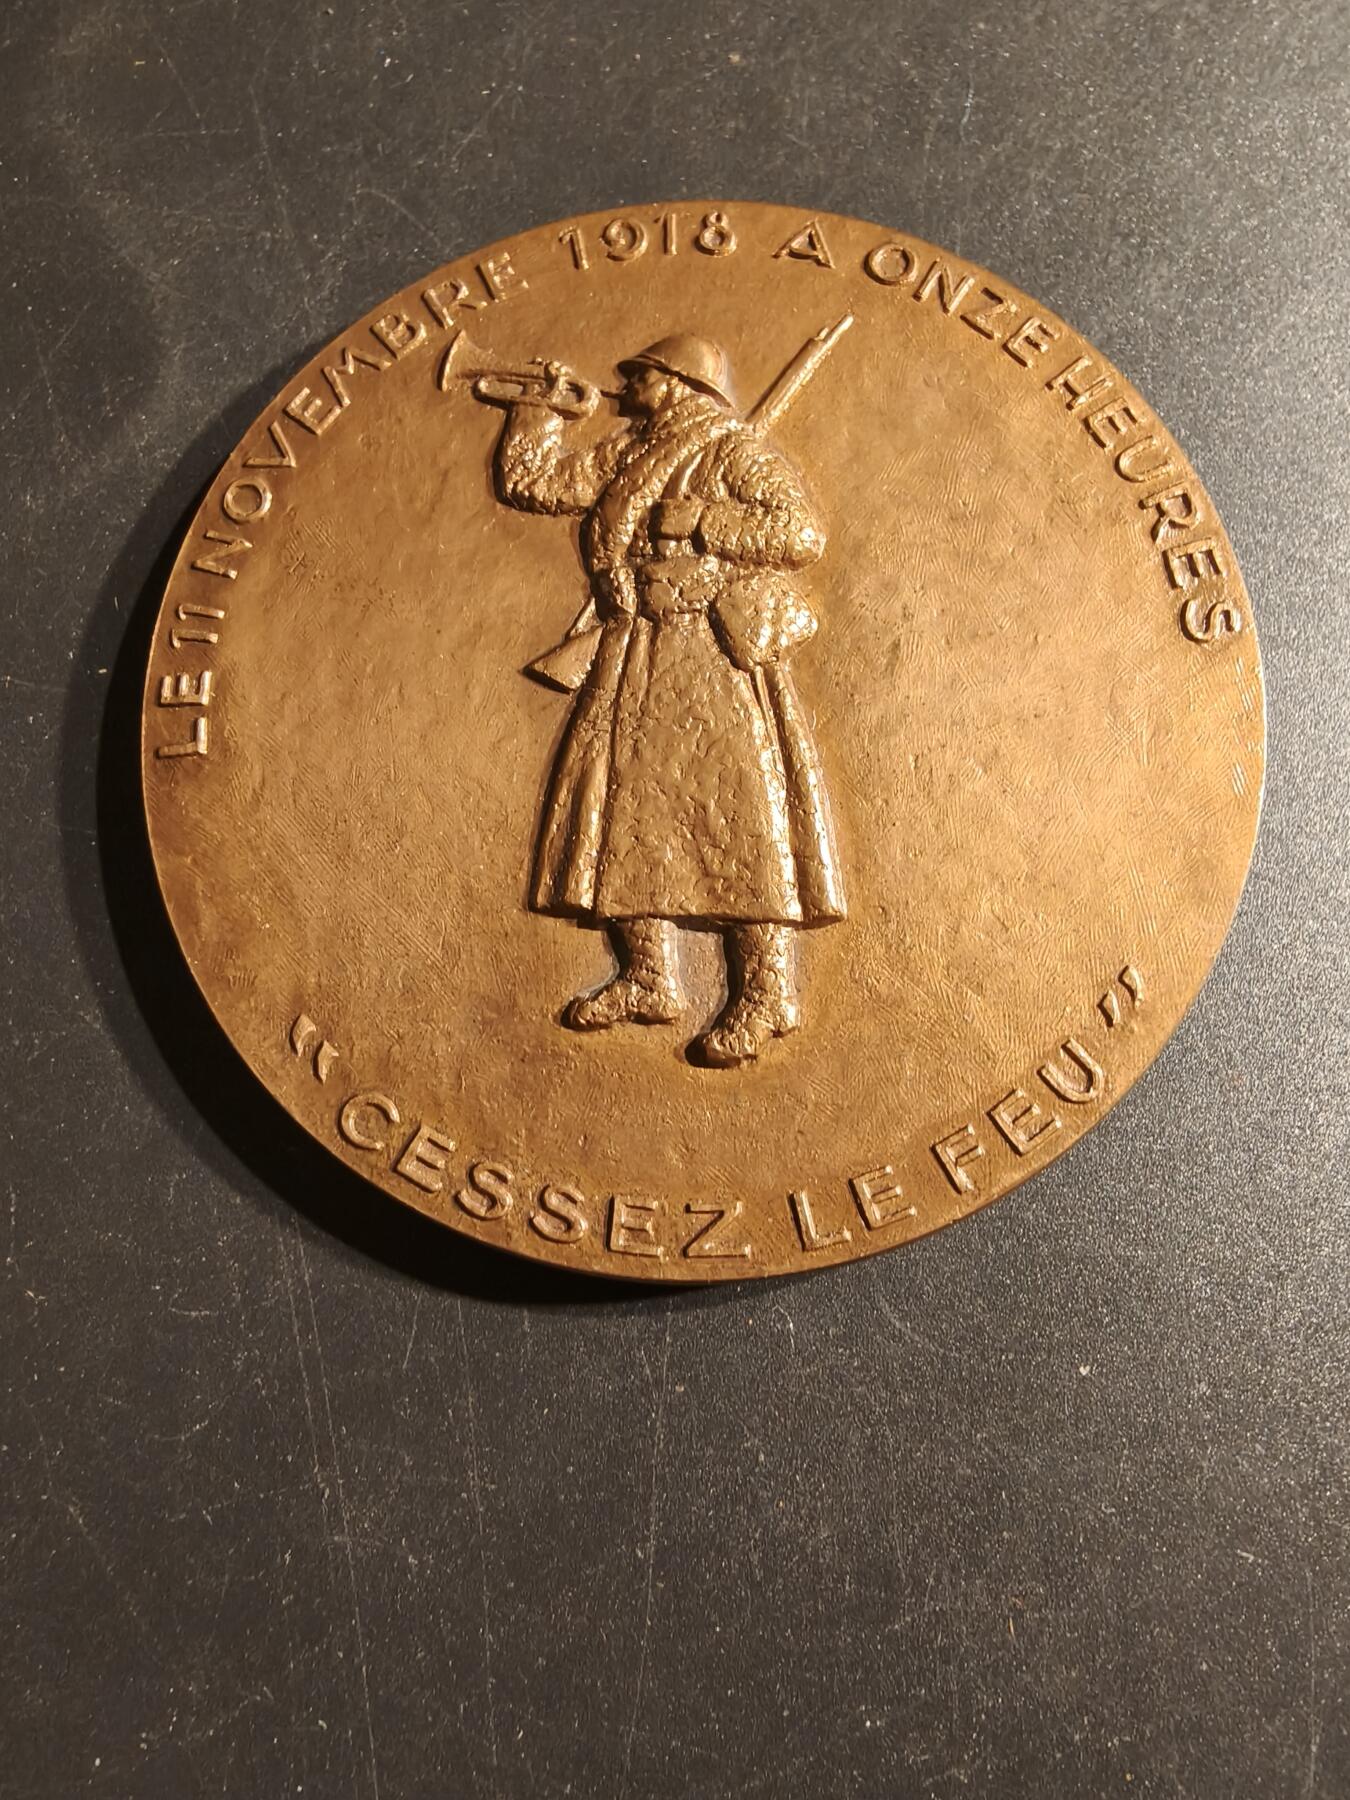 LE 11 NOVEMBRE 1918 A ONZE HEURES
“CESSEZ LE FEU”